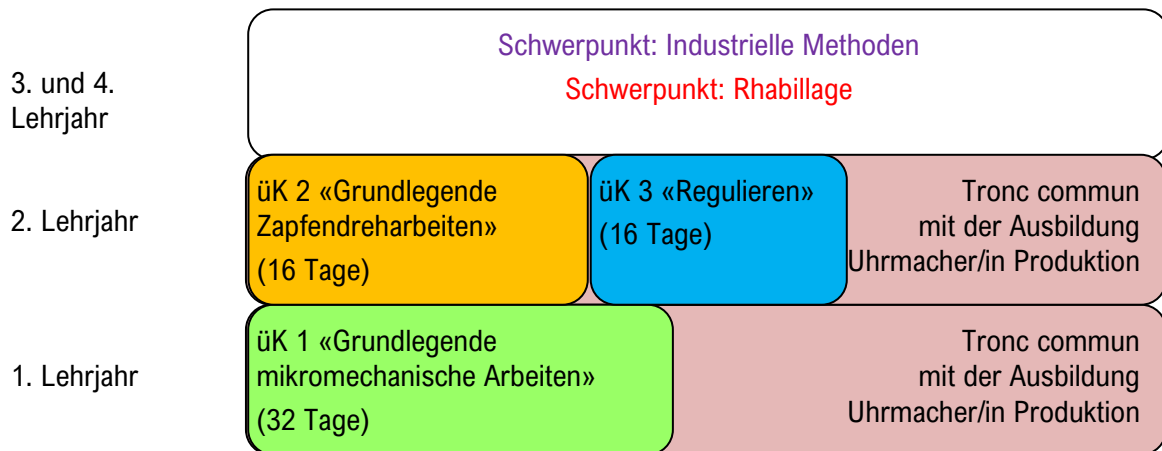 Schwerpunkt: Industrielle Methoden
Schwerpunkt: Rhabillage
3. und 4.
Lehrjahr
2. Lehrjahr
üK 2 «Grundlegende
Zapfendreharbeiten»
(16 Tage)
üK 3 «Regulieren»
(16 Tage)
Tronc commun
mit der Ausbildung
Uhrmacher/in Produktion
1. Lehrjahr
üK 1 «Grundlegende
mikromechanische Arbeiten»
(32 Tage)
Tronc commun
mit der Ausbildung
Uhrmacher/in Produktion